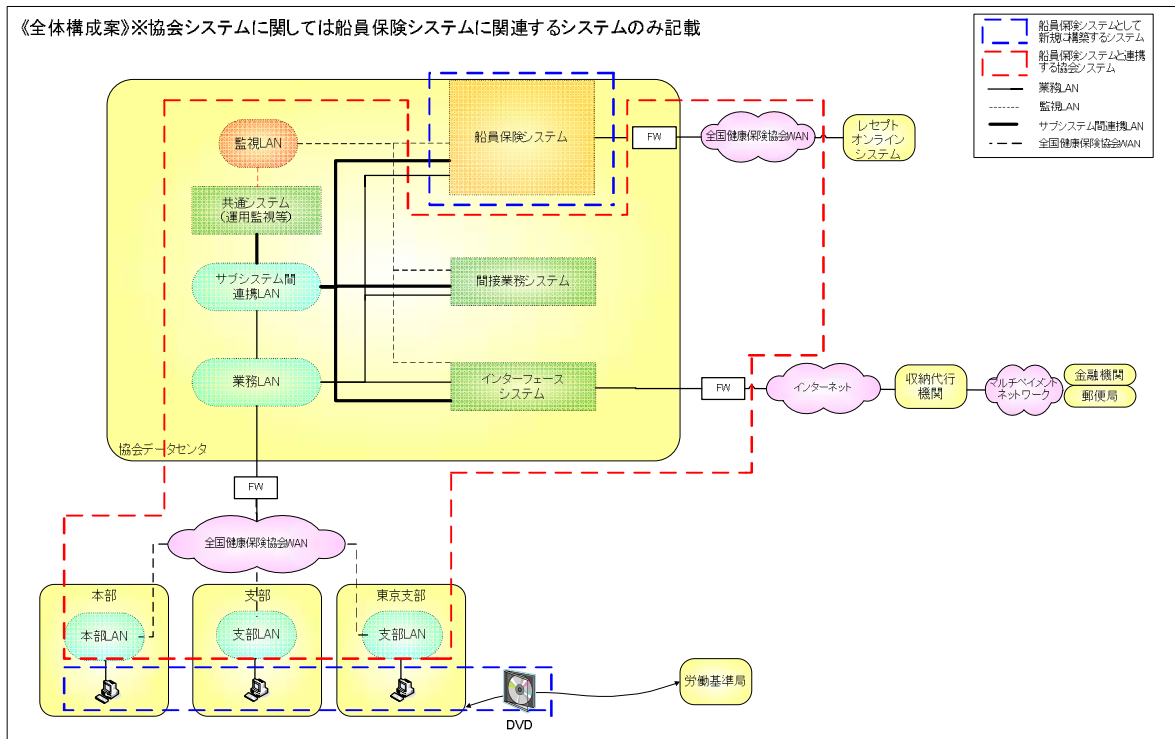 《全体構成案》※協会システムに関しては船員保険システムに関連するシステムのみ記載
船員保険システムとして
新規に構築するシステム
船員保険システムと連携
する協会システム
業務LAN
監視LAN
サブシステム間連携LAN
全国健康保険協会WAN
船員保険システム
FW
全国健康保険協会WAN
レセプト
オンライン
システム
監視LAN
共通システム
(運用監視等)
サブシステム間
連携LAN
間接業務システム
業務LAN
インターフェース
システム
FW
インターネット
収納代行
機関
マルチペイメント
ネットワーク
金融機関
郵便局
協会データセンタ
FW
全国健康保険協会WAN
本部
支部
東京支部
本部LAN
支部LAN
支部LAN
DVD
労働基準局